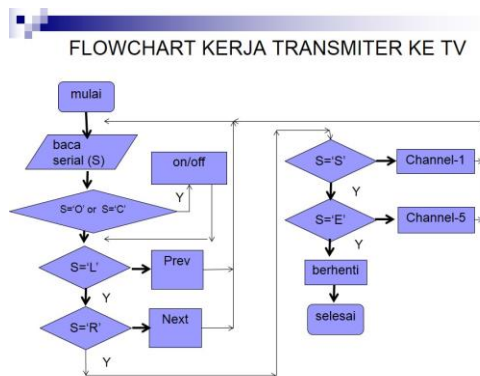 FLOWCHART KERJA TRANSMITER KE TV
mulai
baca
serial (S)
on/off
Y
S='O' or S='C'
S='L'
Prev
Y
S='R'
Next
Y
S='S'
Channel-1
Y
S='E'
Channel-5
Y
berhenti
selesai